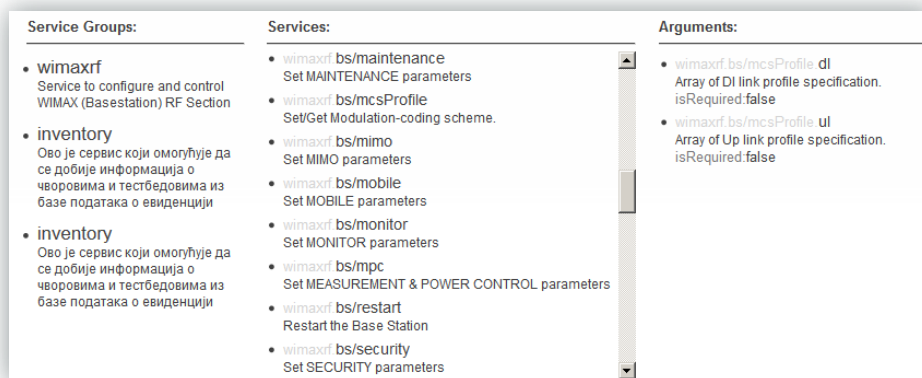 Service Groups:
wimaxrf
Service to configure and control
WIMAX (Basestation) RF Section
inventory
Ово је сервис који омогућује да
се добије информација о
чворовима и тестбедовима из
базе података о евиденцији
inventory
Ово је сервис који омогућује да
се добије информација о
чворовима и тестбедовима из
базе података о евиденцији
Services:
wimaxrf.bs/maintenance
Set MAINTENANCE parameters
wimaxrf.bs/mcsProfile
Set/Get Modulation-coding scheme.
wimaxrf.bs/mimo
Set MIMO parameters
wimaxrf.bs/mobile
Set MOBILE parameters
wimaxrf.bs/monitor
Set MONITOR parameters
wimaxrf.bs/mpc
Set MEASUREMENT & POWER CONTROL parameters
wimaxrf.bs/restart
Restart the Base Station
wimaxrf.bs/security
Set SECURITY parameters
Arguments:
wimaxrf.bs/mcsProfile.dl
Array of Dl link profile specification.
isRequired:false
wimaxrf.bs/mcsProfile.ul
Array of Up link profile specification.
isRequired:false